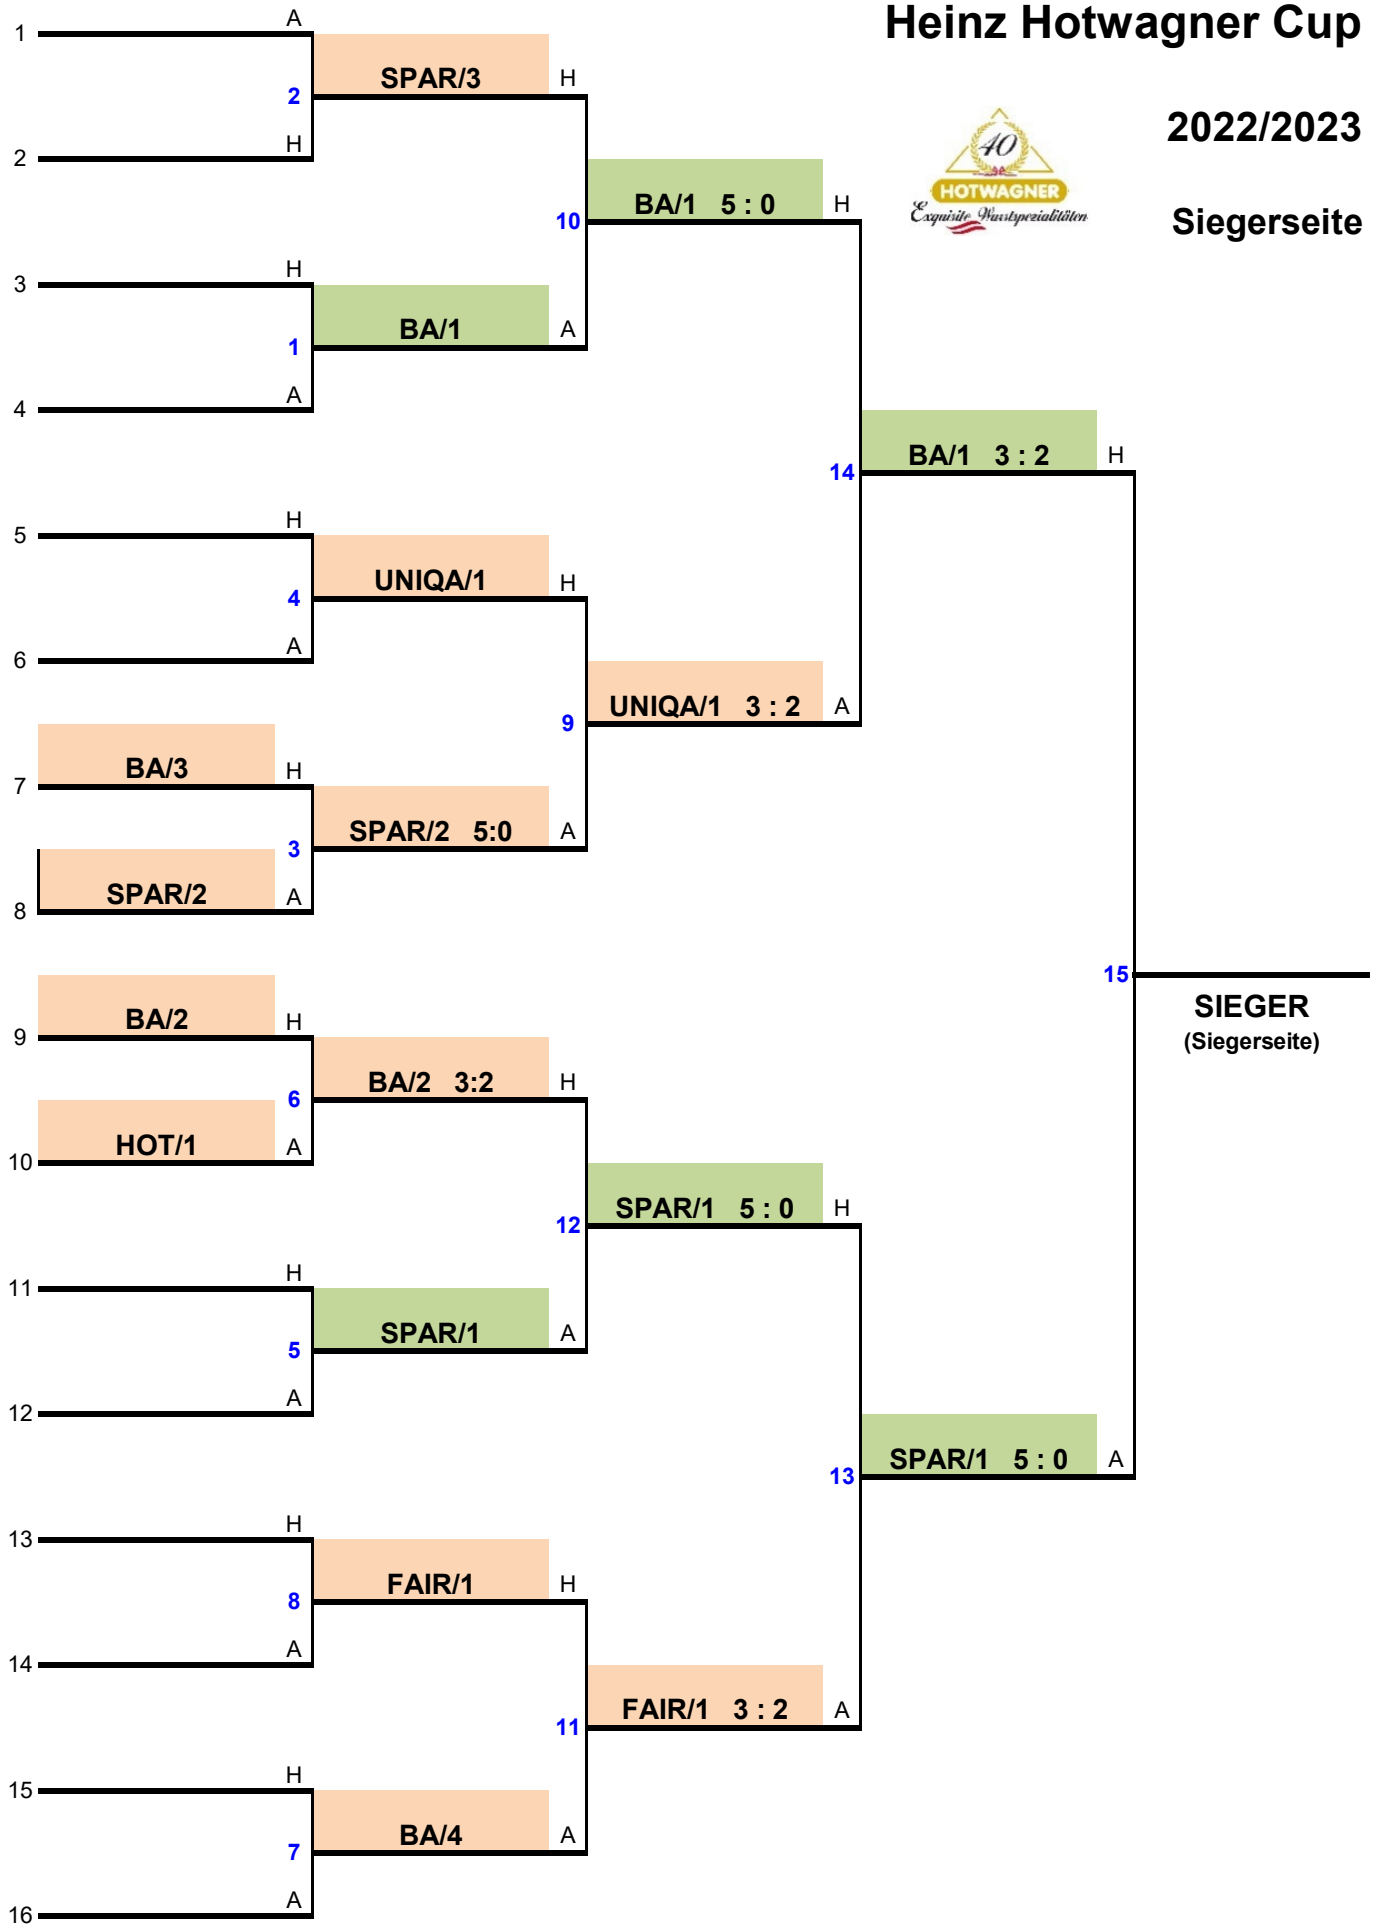 Heinz Hotwagner Cup
2022/2023
Siegerseite
40
HOTWAGNER
Exquisite Wurstspezialitäten
1 A
SPAR/3 H
2
2 H
BA/1 5 : 0 H
10
3 H
BA/1 A
1
4 A
BA/1 3 : 2 H
14
5 H
UNIQA/1 H
4
6 A
UNIQA/1 3 : 2 A
9
BA/3 H
7
SPAR/2 5:0 A
3
SPAR/2 A
8
15
SIEGER
(Siegerseite)
BA/2 H
9
BA/2 3:2 H
6
HOT/1 A
10
SPAR/1 5 : 0 H
12
11 H
SPAR/1 A
5
12 A
SPAR/1 5 : 0 A
13
13 H
FAIR/1 H
8
14 A
FAIR/1 3 : 2 A
11
15 H
BA/4 A
7
16 A